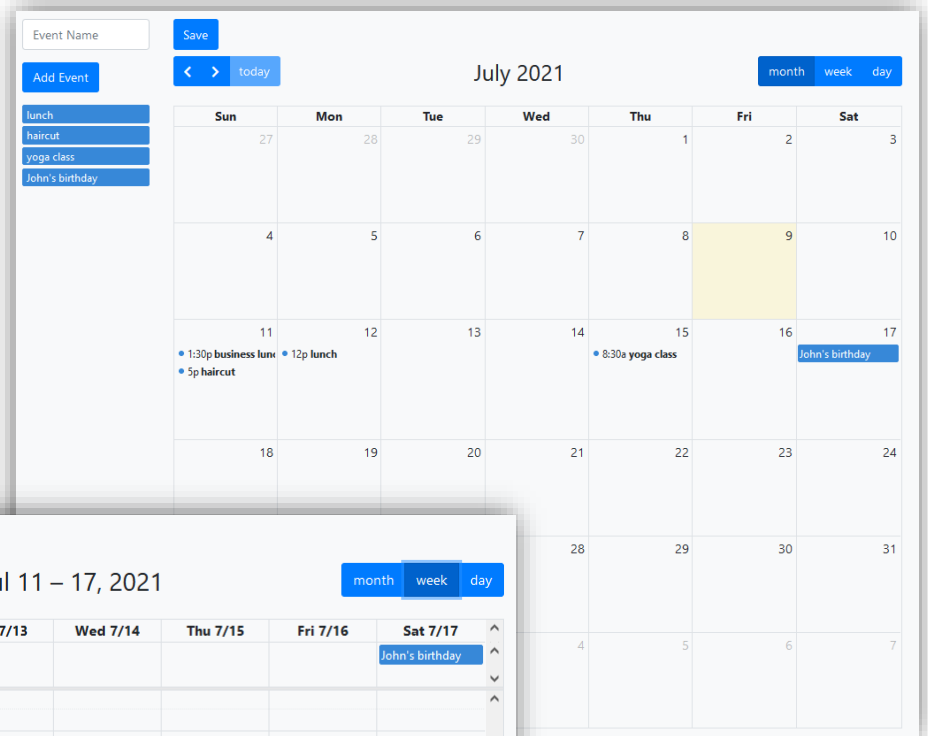 Event Name
Save
Add Event
today
July 2021
month week day
lunch
haircut
yoga class
John's birthday
Sun Mon Tue Wed Thu Fri Sat
27 28 29 30 1 2 3
4 5 6 7 8 9 10
11 12 13 14 15 16 17
1:30p business lunc 12p lunch 8:30a yoga class John's birthday
5p haircut
18 19 20 21 22 23 24
28 29 30 31
4 5 6 7
11 – 17, 2021
month week day
7/13 Wed 7/14 Thu 7/15 Fri 7/16 Sat 7/17
John's birthday